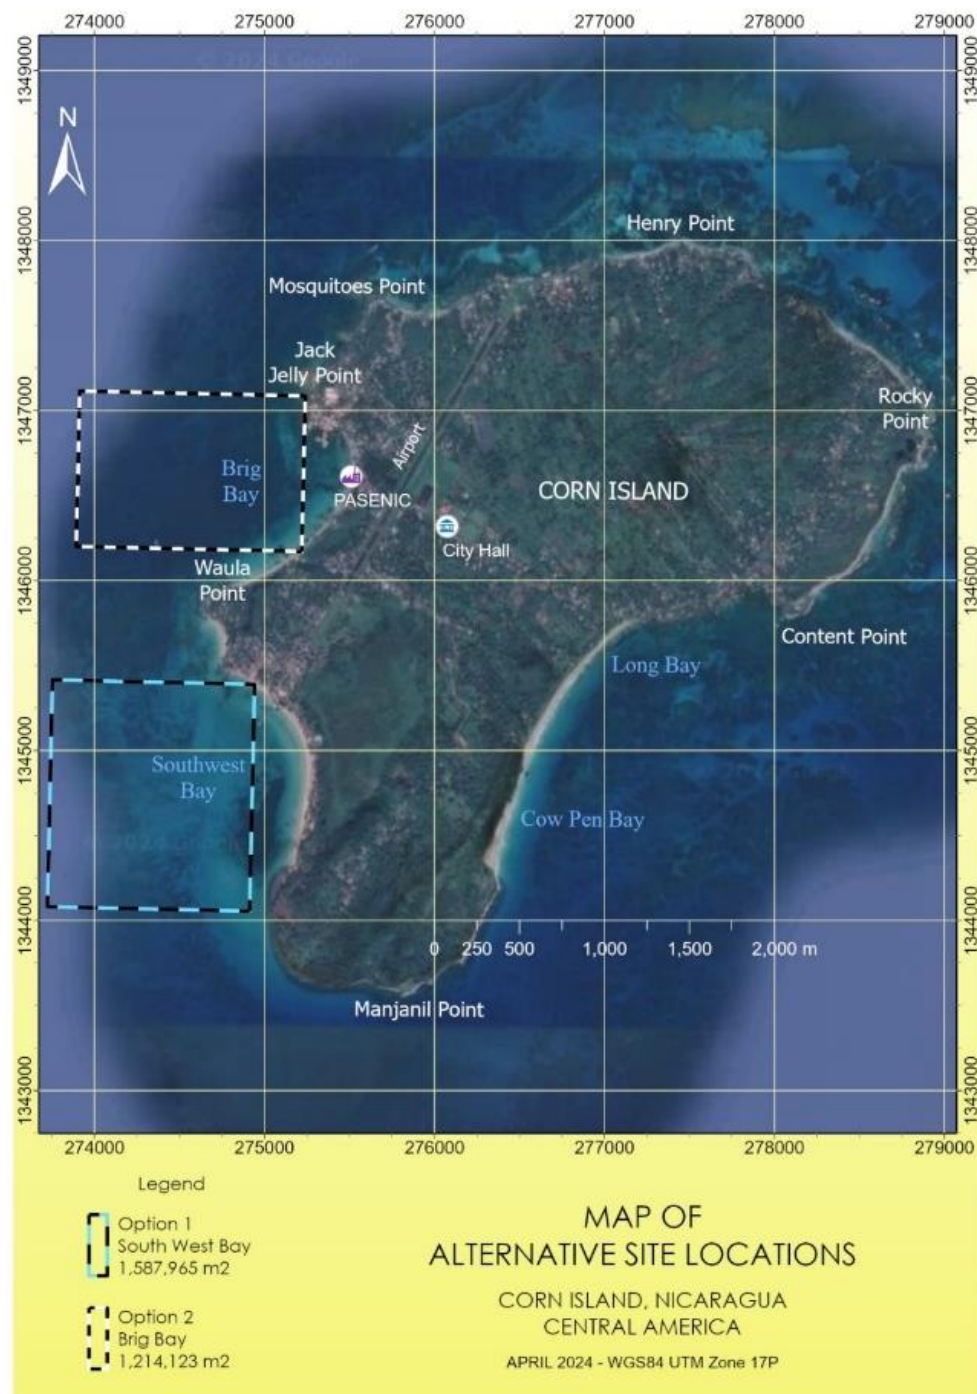 274000 275000 276000 277000 278000 279000
© 2024 Google
1349000 1349000
N
Henry Point
1348000 1348000
Mosquitoes Point
Jack
Jelly Point
1347000 1347000
Rocky
Point
Airport
Brig
Bay
PASENIC
CORN ISLAND
City Hall
Waula
Point
1346000 1346000
Content Point
Long Bay
Southwest
Bay
1345000 1345000
Cow Pen Bay
© 2024 Google
1344000 1344000
0 250 500 1,000 1,500 2,000 m
Manjanil Point
1343000 1343000
274000 275000 276000 277000 278000 279000
Legend
Option 1
South West Bay
1,587,965 m2
Option 2
Brig Bay
1,214,123 m2
MAP OF
ALTERNATIVE SITE LOCATIONS
CORN ISLAND, NICARAGUA
CENTRAL AMERICA
APRIL 2024 - WGS84 UTM Zone 17P